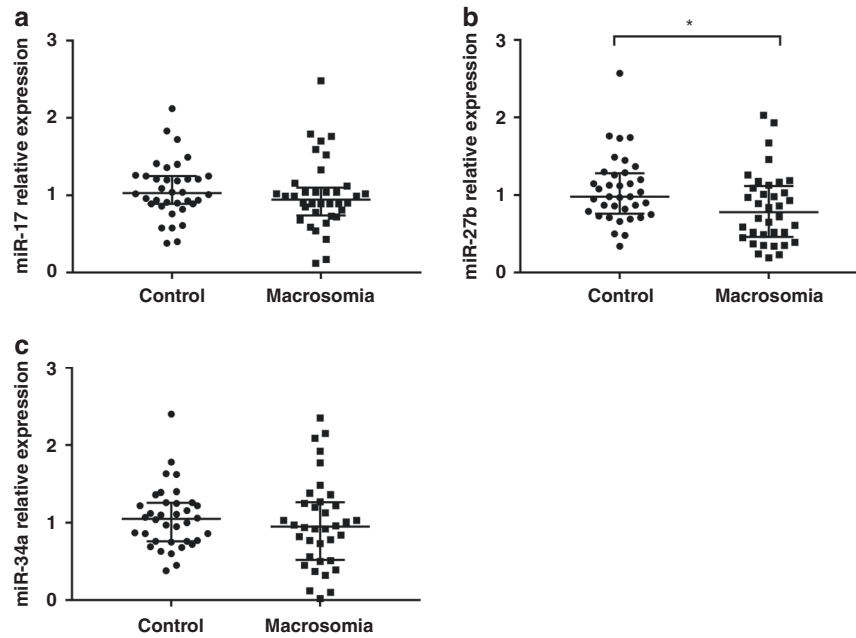 a
miR-17 relative expression
3
2
1
0
Control Macrosomia
b
*
miR-27b relative expression
3
2
1
0
Control Macrosomia
c
miR-34a relative expression
3
2
1
0
Control Macrosomia